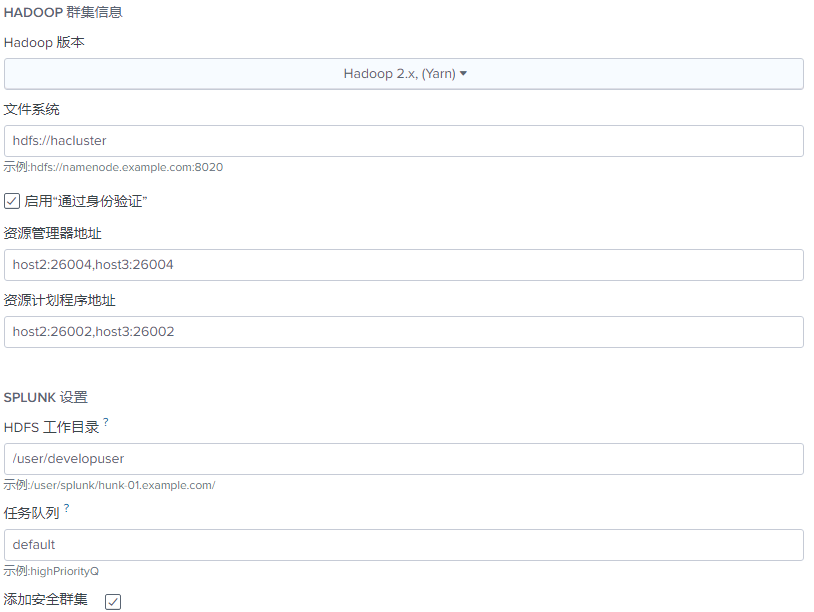 HADOOP 群集信息
Hadoop 版本
Hadoop 2.x, (Yarn)
文件系统
hdfs://hacluster
示例:hdfs://namenode.example.com:8020
启用“通过身份验证”
资源管理器地址
host2:26004,host3:26004
资源计划程序地址
host2:26002,host3:26002
SPLUNK 设置
HDFS 工作目录 ?
/user/developuser
示例:/user/splunk/hunk-01.example.com/
任务队列 ?
default
示例:highPriorityQ
添加安全群集